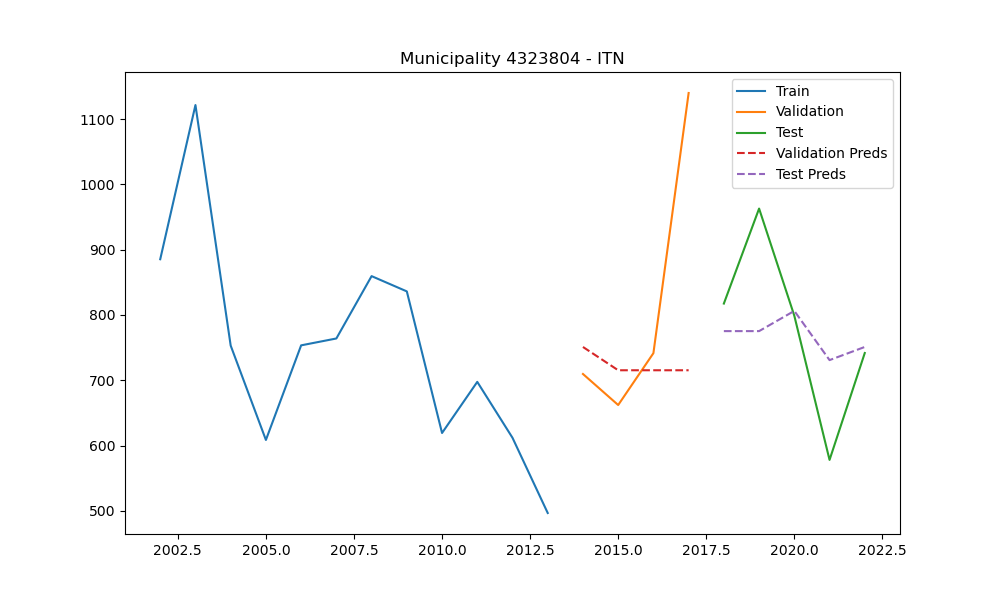 Municipality 4323804 - ITN
Train
Validation
Test
Validation Preds
Test Preds
1100
1000
900
800
700
600
500
2002.5 2005.0 2007.5 2010.0 2012.5 2015.0 2017.5 2020.0 2022.5